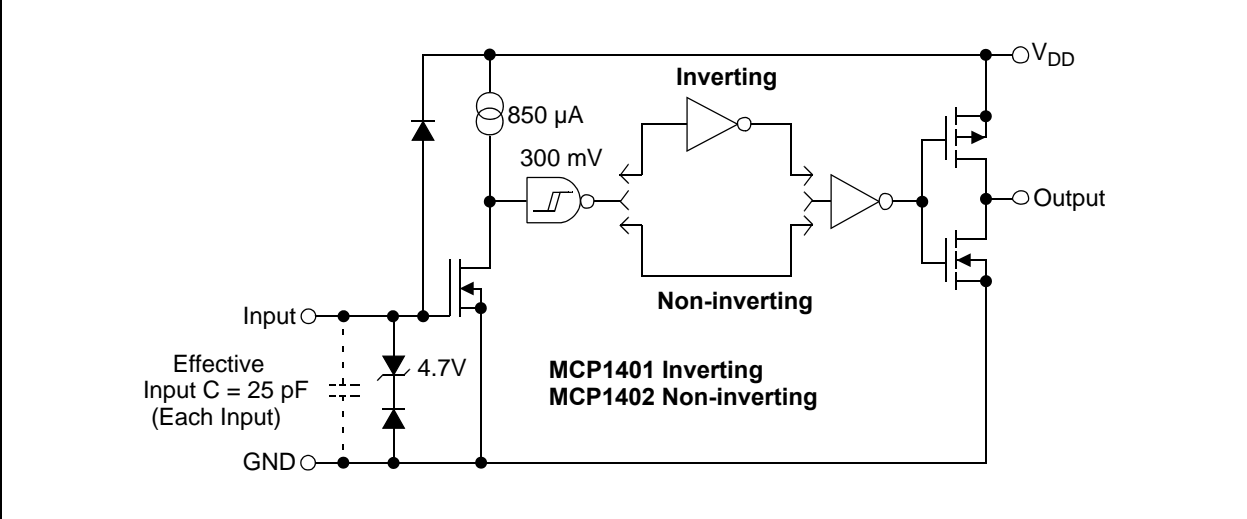 V_DD
Inverting
850 µA
300 mV
Output
Non-inverting
Input
Effective
Input C = 25 pF
(Each Input)
4.7V
MCP1401 Inverting
MCP1402 Non-inverting
GND